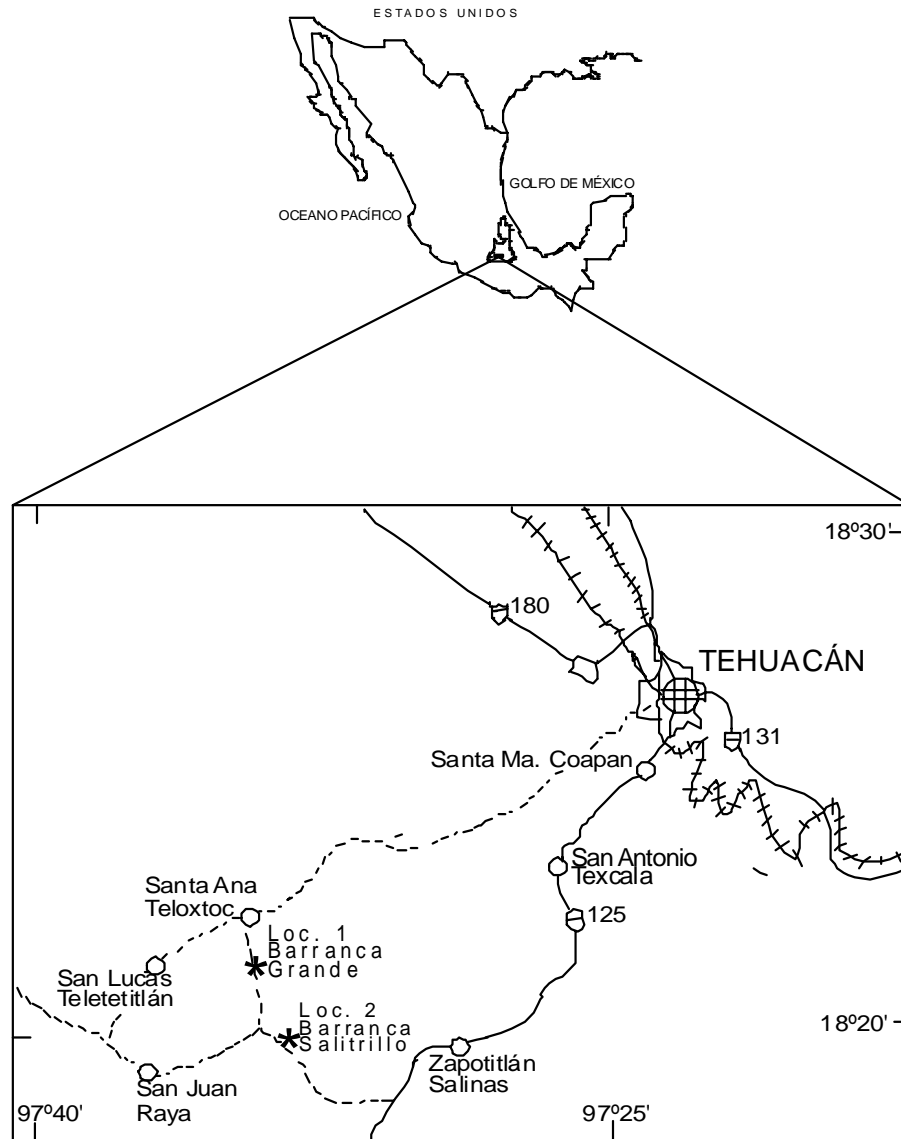 ESTADOS UNIDOS
GOLFO DE MÉXICO
OCEANO PACÍFICO
18º30'
180
TEHUACÁN
131
Santa Ma. Coapan
San Antonio
Texcala
Santa Ana
Teloxtoc
125
Loc. 1
Barranca
Grande
San Lucas
Teletetitlán
Loc. 2
Barranca
Salitrillo
18º20'
Zapotitlán
Salinas
San Juan
Raya
97º40'
97º25'